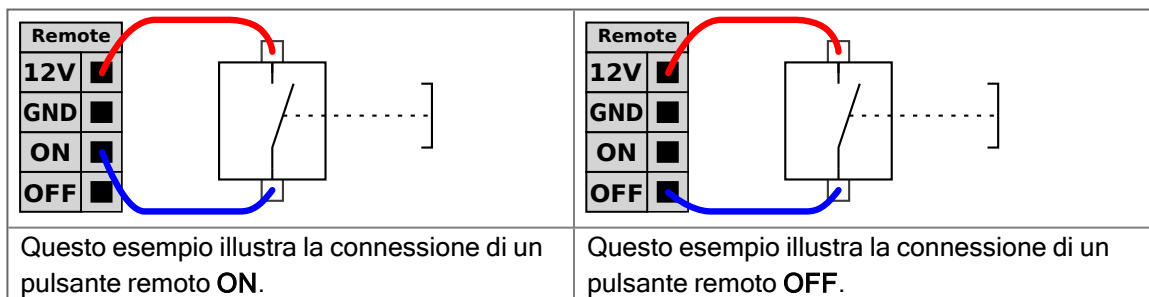 Remote
12V
GND
ON
OFF
Remote
12V
GND
ON
OFF
Questo esempio illustra la connessione di un
pulsante remoto ON.
Questo esempio illustra la connessione di un
pulsante remoto OFF.